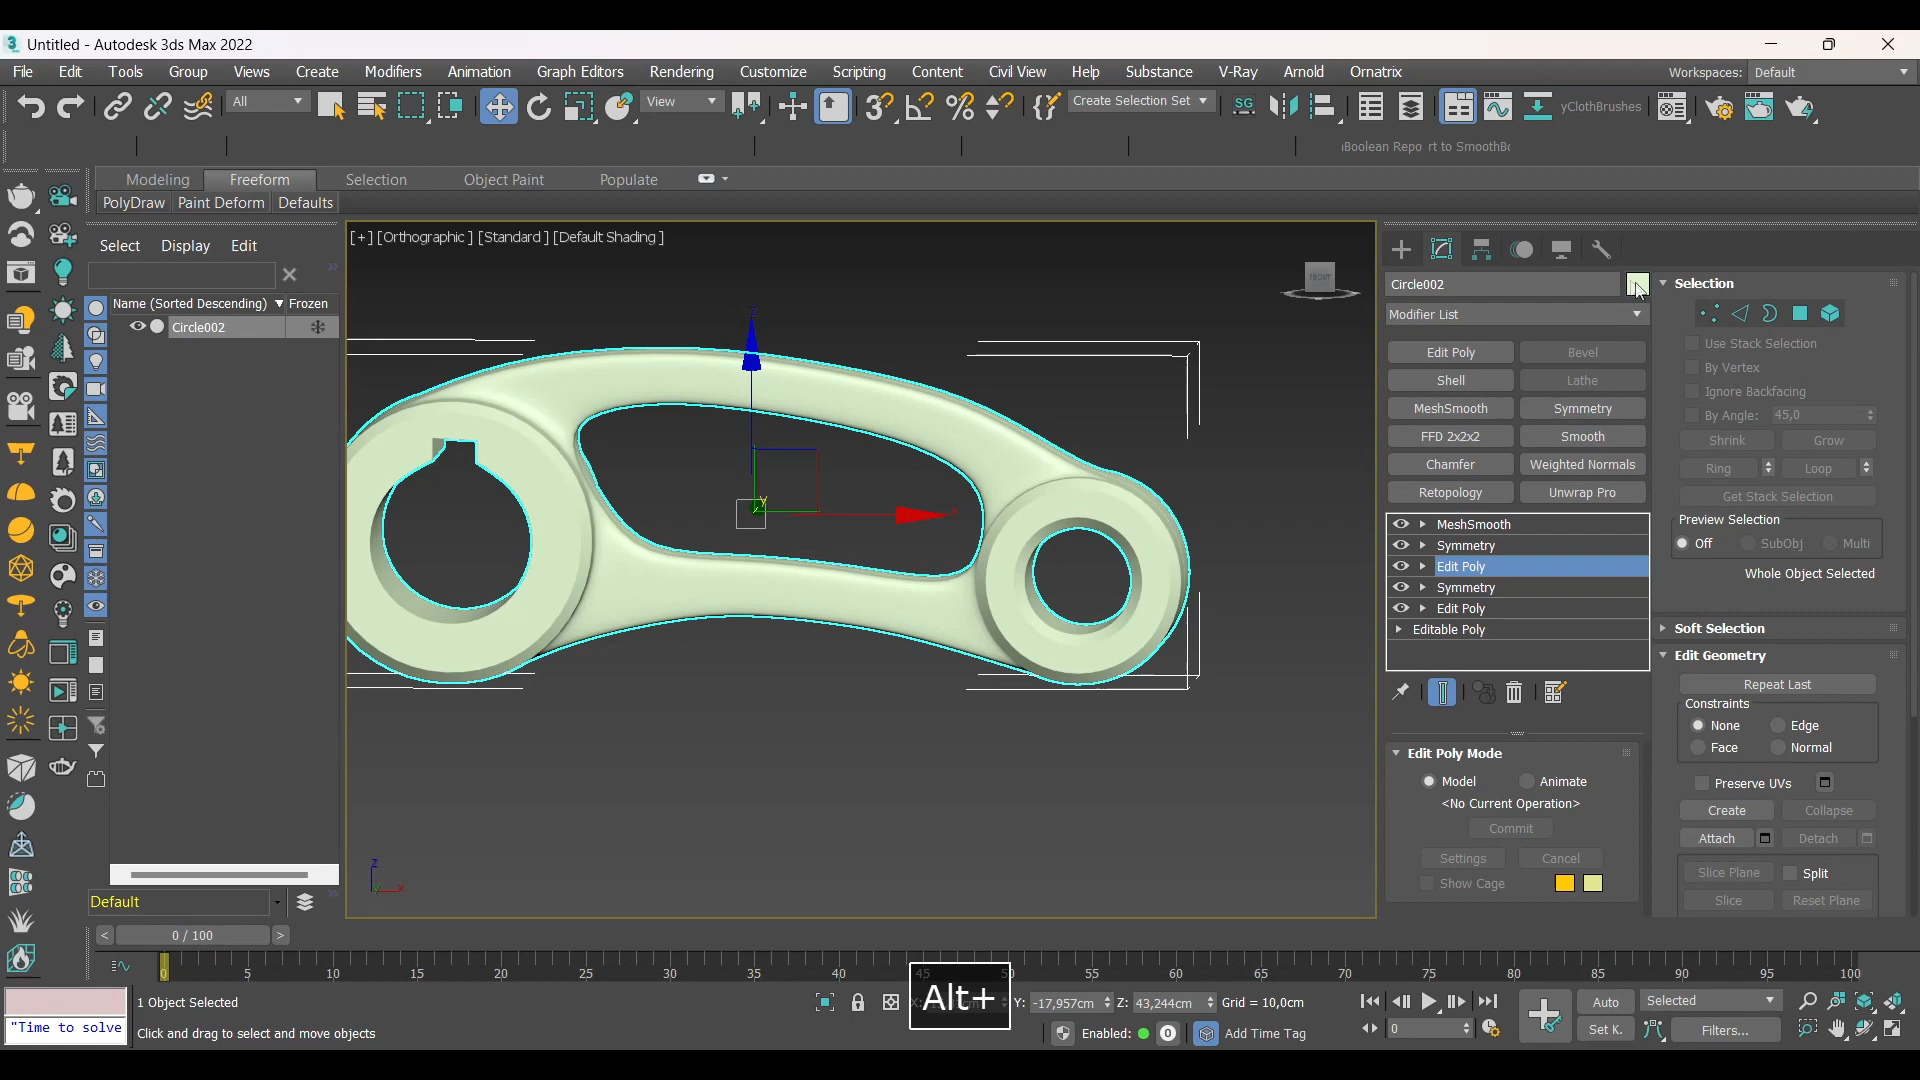 Untitled - Autodesk 3ds Max 2022
File Edit Tools Group Views Create Modifiers Animation Graph Editors Rendering Customize Scripting Content Civil View Help Substance V-Ray Arnold Ornatrix Workspaces: Default
All View Create Selection Set yClothBrushes
Boolean Repo rt to SmoothBo
Modeling Freeform Selection Object Paint Populate
PolyDraw Paint Deform Defaults
Select Display Edit
Name (Sorted Descending) Frozen
Circle002
[+] [Orthographic ] [Standard ] [Default Shading ]
FRONT
z
y
x
z
x
Circle002
Modifier List
Edit Poly Bevel
Shell Lathe
MeshSmooth Symmetry
FFD 2x2x2 Smooth
Chamfer Weighted Normals
Retopology Unwrap Pro
MeshSmooth
Symmetry
Edit Poly
Symmetry
Edit Poly
Editable Poly
Edit Poly Mode
Model Animate
<No Current Operation>
Commit
Settings Cancel
Show Cage
Selection
Use Stack Selection
By Vertex
Ignore Backfacing
By Angle: 45,0
Shrink Grow
Ring Loop
Get Stack Selection
Preview Selection
Off SubObj Multi
Whole Object Selected
Soft Selection
Edit Geometry
Repeat Last
Constraints
None Edge
Face Normal
Preserve UVs
Create Collapse
Attach Detach
Slice Plane Split
Slice Reset Plane
Default
< 0 / 100 >
0 5 10 15 20 25 30 35 40 45 50 55 60 65 70 75 80 85 90 95 100
Alt+
"Time to solve
1 Object Selected
Click and drag to select and move objects
X: Y: -17,957cm Z: 43,244cm Grid = 10,0cm
Enabled: 0 Add Time Tag
0
Auto Selected
Set K. Filters...